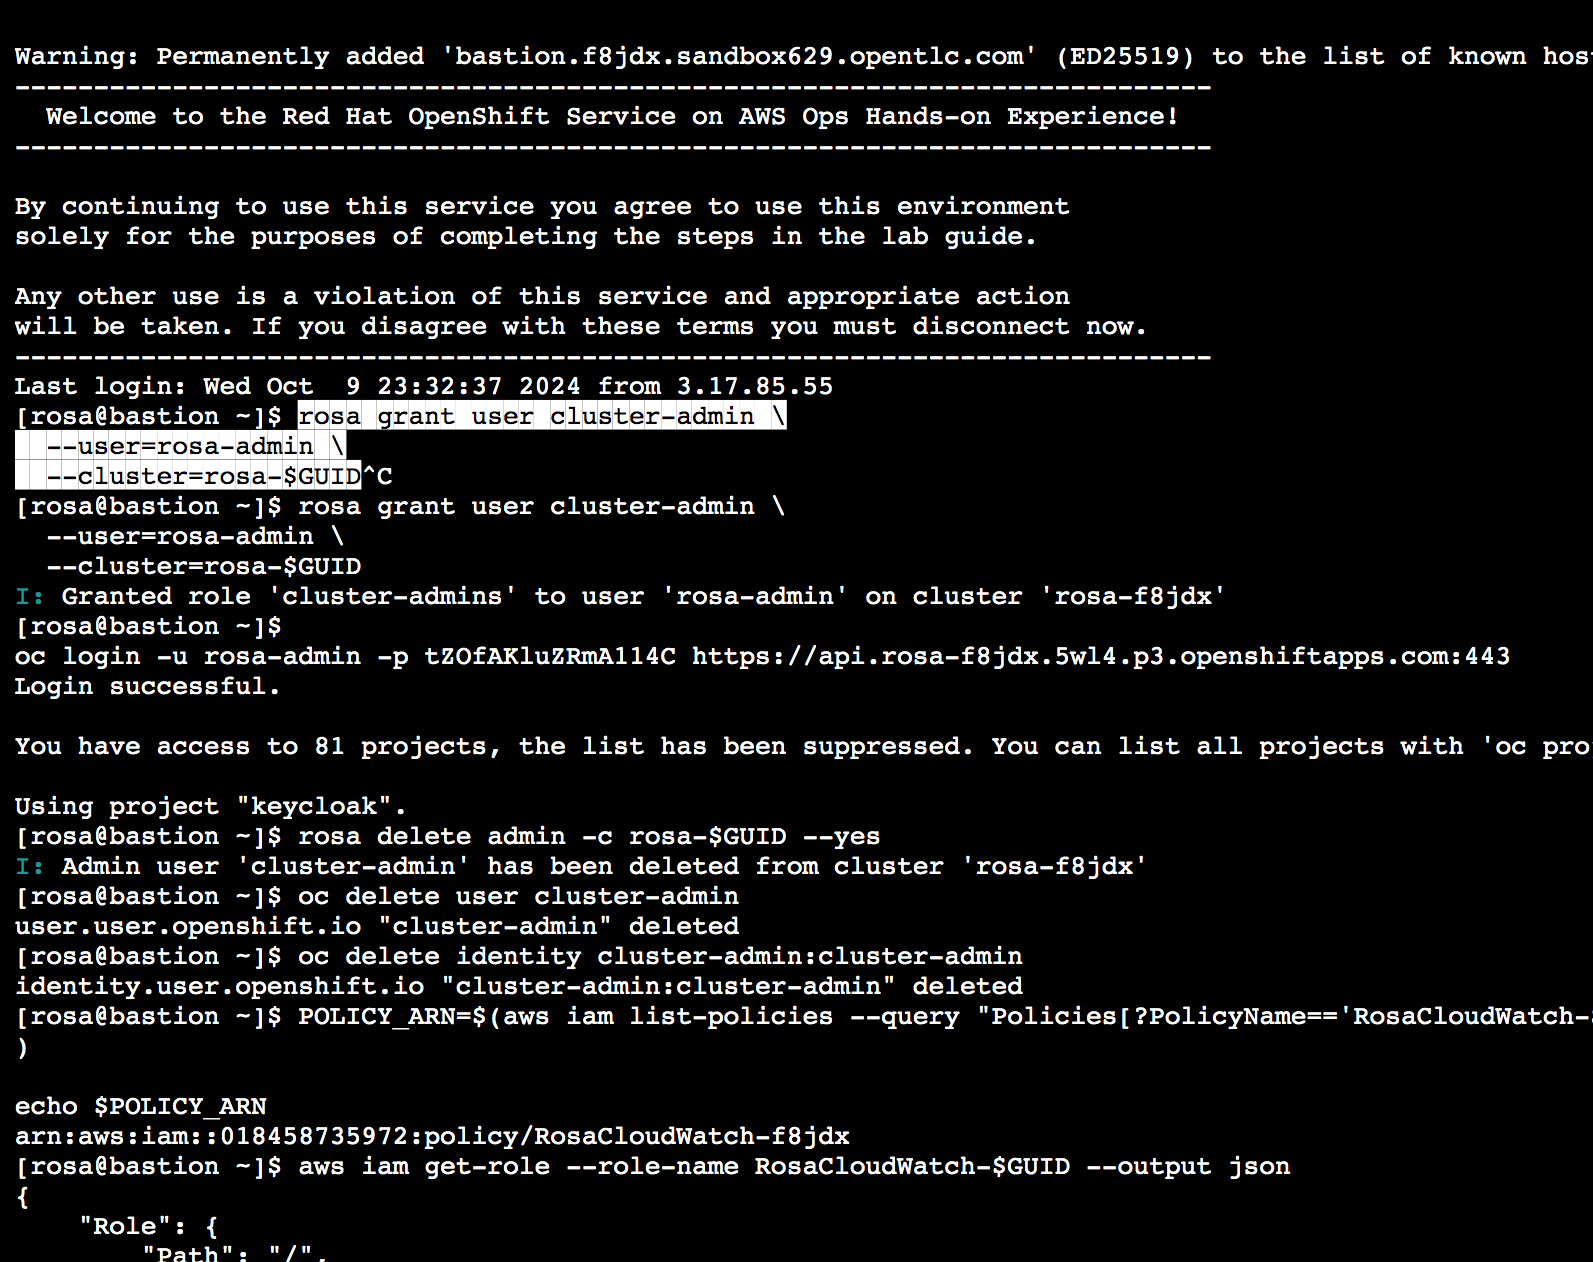 Warning: Permanently added 'bastion.f8jdx.sandbox629.opentlc.com' (ED25519) to the list of known hos
----------------------------------------------------------------------------
  Welcome to the Red Hat OpenShift Service on AWS Ops Hands-on Experience!
----------------------------------------------------------------------------
By continuing to use this service you agree to use this environment
solely for the purposes of completing the steps in the lab guide.
Any other use is a violation of this service and appropriate action
will be taken. If you disagree with these terms you must disconnect now.
----------------------------------------------------------------------------
Last login: Wed Oct  9 23:32:37 2024 from 3.17.85.55
[rosa@bastion ~]$ rosa grant user cluster-admin \
  --user=rosa-admin \
  --cluster=rosa-$GUID^C
[rosa@bastion ~]$ rosa grant user cluster-admin \
  --user=rosa-admin \
  --cluster=rosa-$GUID
I: Granted role 'cluster-admins' to user 'rosa-admin' on cluster 'rosa-f8jdx'
[rosa@bastion ~]$
oc login -u rosa-admin -p tZOfAKluZRmA114C https://api.rosa-f8jdx.5wl4.p3.openshiftapps.com:443
Login successful.
You have access to 81 projects, the list has been suppressed. You can list all projects with 'oc pro
Using project "keycloak".
[rosa@bastion ~]$ rosa delete admin -c rosa-$GUID --yes
I: Admin user 'cluster-admin' has been deleted from cluster 'rosa-f8jdx'
[rosa@bastion ~]$ oc delete user cluster-admin
user.user.openshift.io "cluster-admin" deleted
[rosa@bastion ~]$ oc delete identity cluster-admin:cluster-admin
identity.user.openshift.io "cluster-admin:cluster-admin" deleted
[rosa@bastion ~]$ POLICY_ARN=$(aws iam list-policies --query "Policies[?PolicyName=='RosaCloudWatch-
)
echo $POLICY_ARN
arn:aws:iam::018458735972:policy/RosaCloudWatch-f8jdx
[rosa@bastion ~]$ aws iam get-role --role-name RosaCloudWatch-$GUID --output json
{
    "Role": {
        "Path": "/",